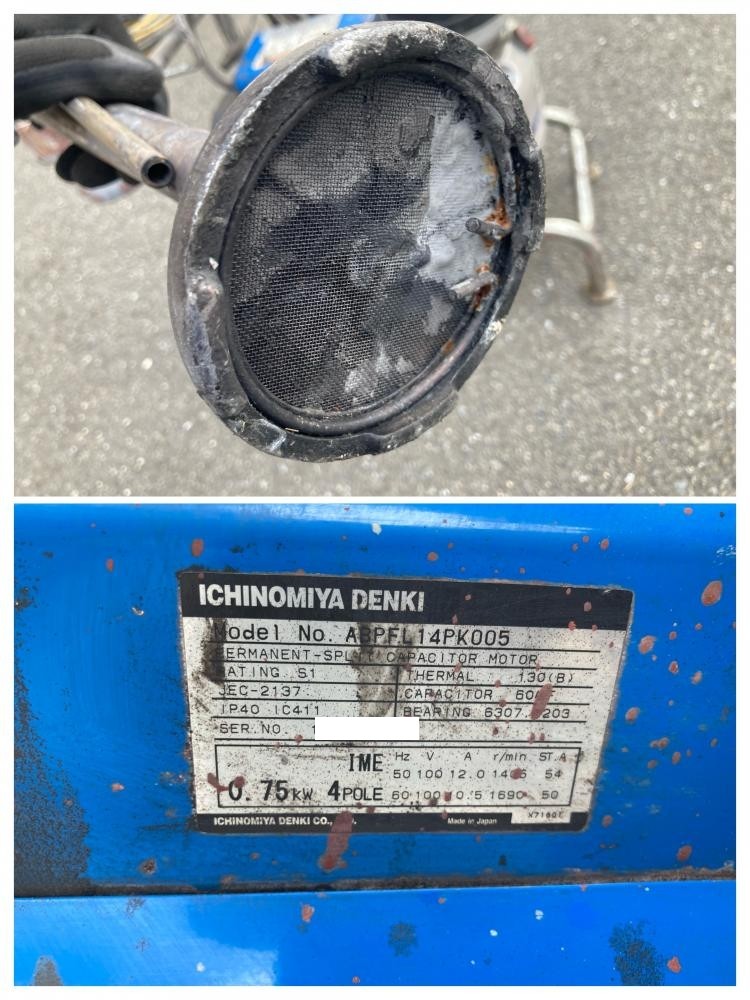 ICHINOMIYA DENKI
Model No. ABPFL14PK005
PERMANENT-SPLIT CAPACITOR MOTOR
RATING S1 THERMAL 130(B)
JEC-2137 CAPACITOR
IP40 IC411 BEARING 6307
SER.NO.
IME Hz V A r/min ST.A
50 100 12.0 54
0.75kW 4POLE 60 100 10.5 1690 50
ICHINOMIYA DENKI CO., Made in Japan